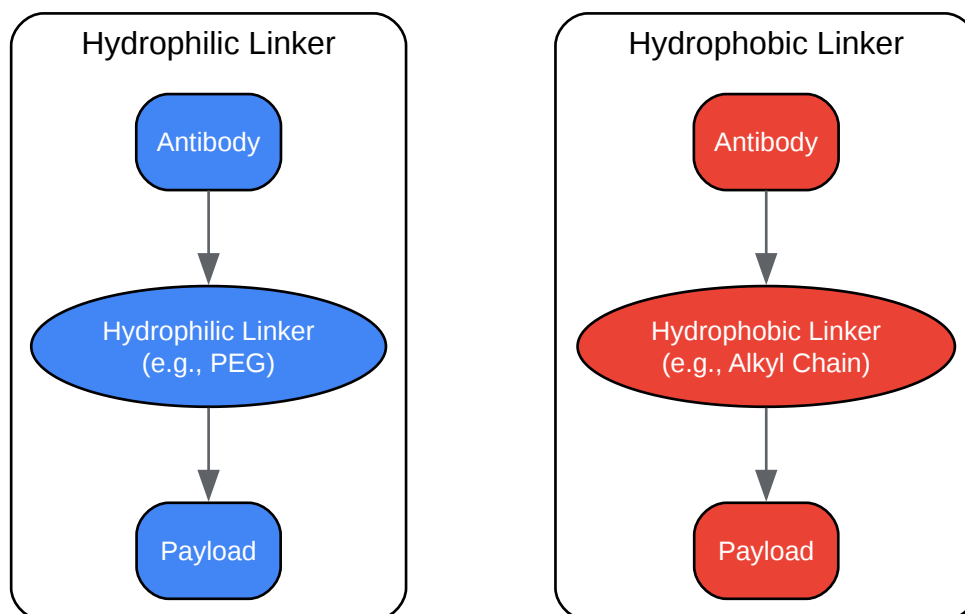 Hydrophilic Linker
Antibody
Hydrophilic Linker
(e.g., PEG)
Payload
Hydrophobic Linker
Antibody
Hydrophobic Linker
(e.g., Alkyl Chain)
Payload